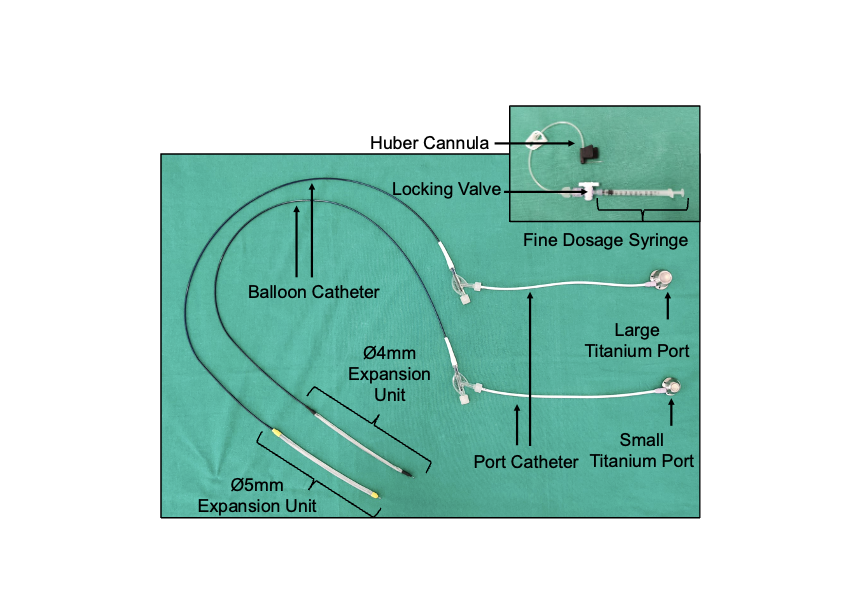 Huber Cannula
Locking Valve
Fine Dosage Syringe
Balloon Catheter
Large
Titanium Port
Ø4mm
Expansion
Unit
Small
Titanium Port
Port Catheter
Ø5mm
Expansion Unit